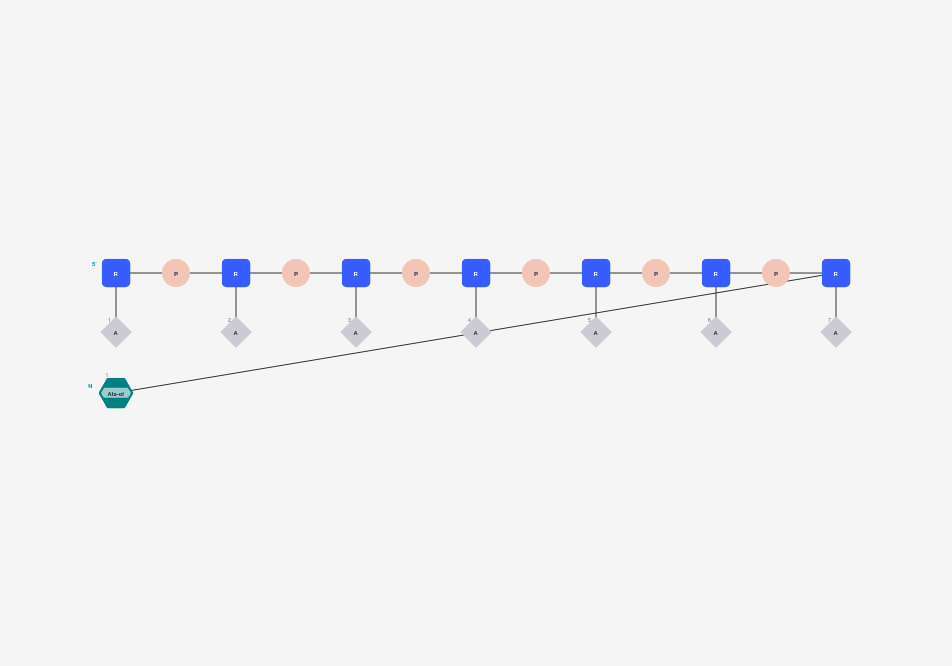 5'
R P R P R P R P R P R P R
1 2 3 4 5 6 7
A A A A A A A
1
N
Ala-ol